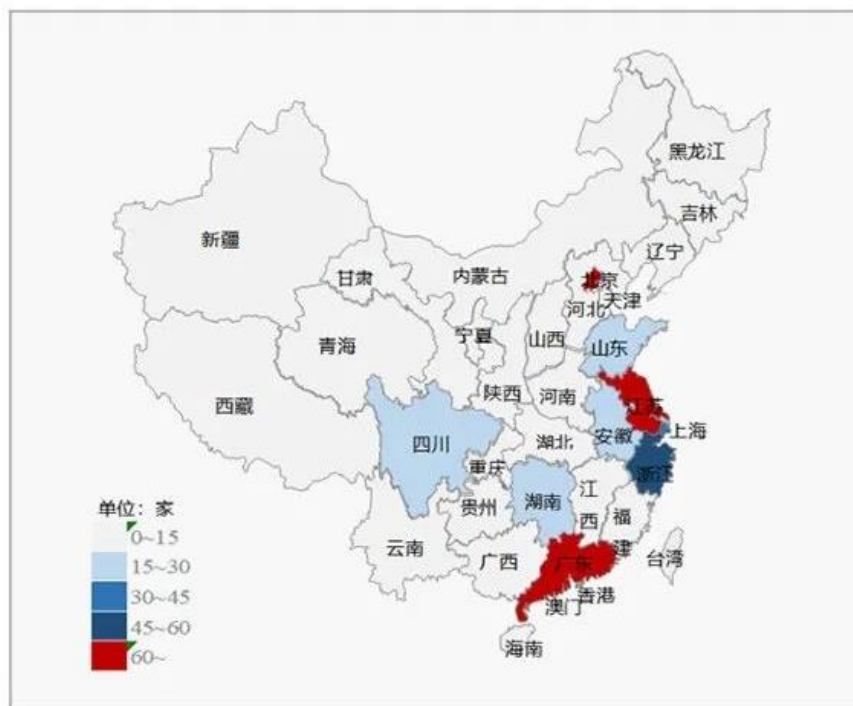 黑龙江
吉林
辽宁
新疆
内蒙古
甘肃
北京
天津
河北
宁夏
山西
青海
山东
陕西
河南
西藏
江苏
上海
安徽
四川
湖北
重庆
浙江
江西
湖南
贵州
福建
云南
广西
广东
台湾
香港
澳门
海南
单位：家
0~15
15~30
30~45
45~60
60~